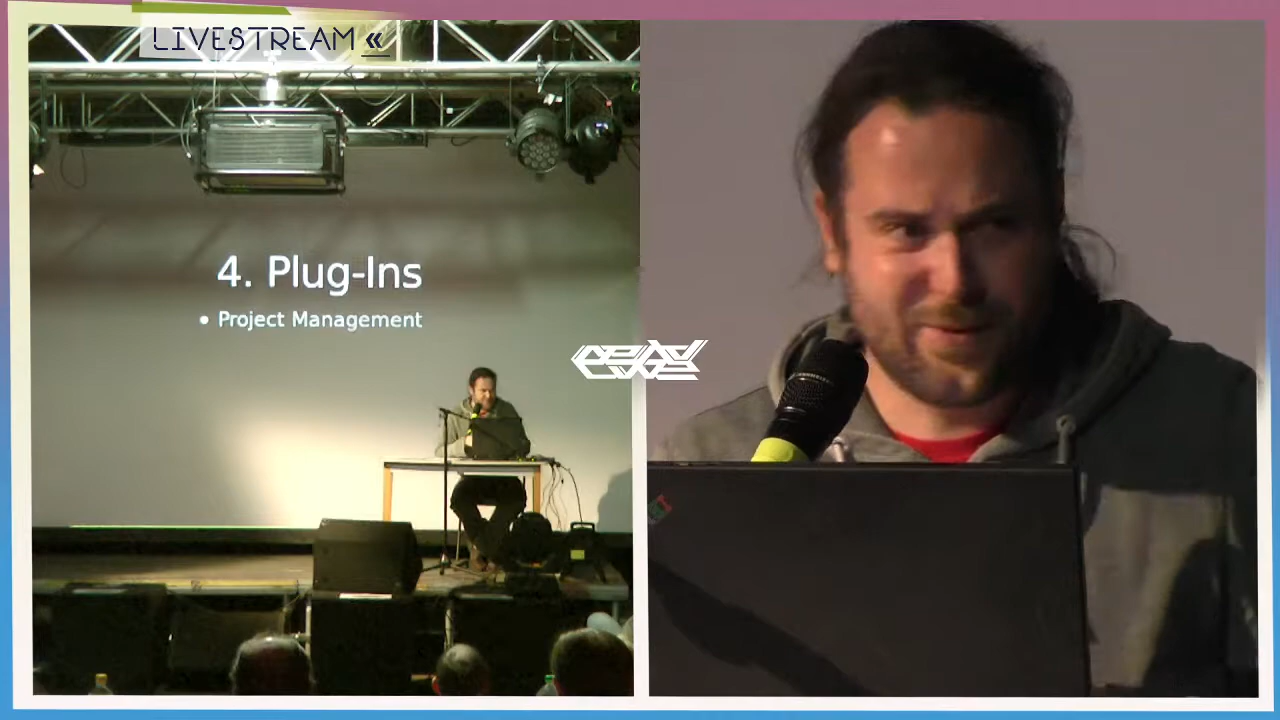 LIVESTREAM «
4. Plug-Ins
• Project Management